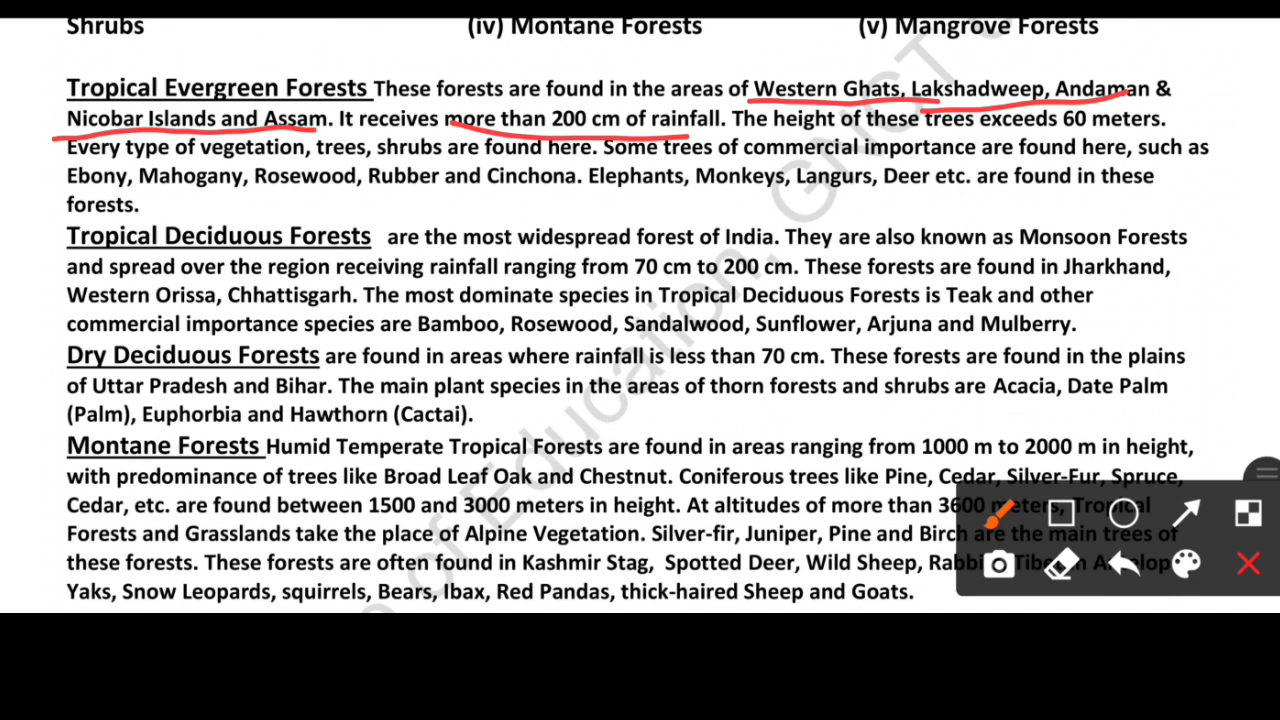 Shrubs (iv) Montane Forests (v) Mangrove Forests
Tropical Evergreen Forests These forests are found in the areas of Western Ghats, Lakshadweep, Andaman &
Nicobar Islands and Assam. It receives more than 200 cm of rainfall. The height of these trees exceeds 60 meters.
Every type of vegetation, trees, shrubs are found here. Some trees of commercial importance are found here, such as
Ebony, Mahogany, Rosewood, Rubber and Cinchona. Elephants, Monkeys, Langurs, Deer etc. are found in these
forests.
Tropical Deciduous Forests are the most widespread forest of India. They are also known as Monsoon Forests
and spread over the region receiving rainfall ranging from 70 cm to 200 cm. These forests are found in Jharkhand,
Western Orissa, Chhattisgarh. The most dominate species in Tropical Deciduous Forests is Teak and other
commercial importance species are Bamboo, Rosewood, Sandalwood, Sunflower, Arjuna and Mulberry.
Dry Deciduous Forests are found in areas where rainfall is less than 70 cm. These forests are found in the plains
of Uttar Pradesh and Bihar. The main plant species in the areas of thorn forests and shrubs are Acacia, Date Palm
(Palm), Euphorbia and Hawthorn (Cactai).
Montane Forests Humid Temperate Tropical Forests are found in areas ranging from 1000 m to 2000 m in height,
with predominance of trees like Broad Leaf Oak and Chestnut. Coniferous trees like Pine, Cedar, Silver-Fur, Spruce,
Cedar, etc. are found between 1500 and 3000 meters in height. At altitudes of more than 3600 meters, Tropical
Forests and Grasslands take the place of Alpine Vegetation. Silver-fir, Juniper, Pine and Birch are the main trees of
these forests. These forests are often found in Kashmir Stag, Spotted Deer, Wild Sheep,
Yaks, Snow Leopards, squirrels, Bears, Ibax, Red Pandas, thick-haired Sheep and Goats.
of Education, GNCT